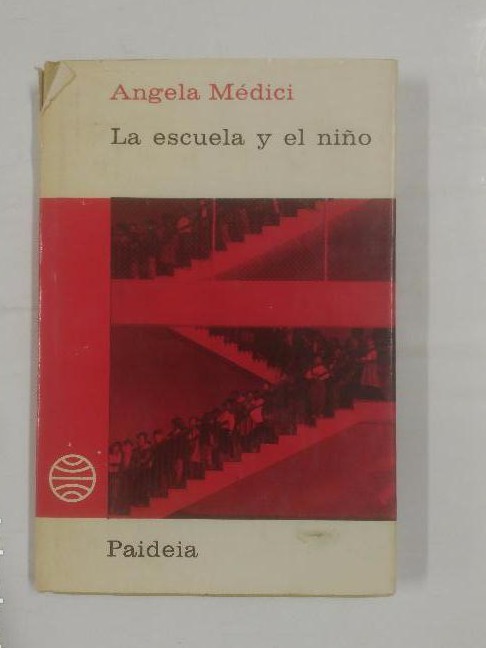 Angela Médici
La escuela y el niño
Paideia